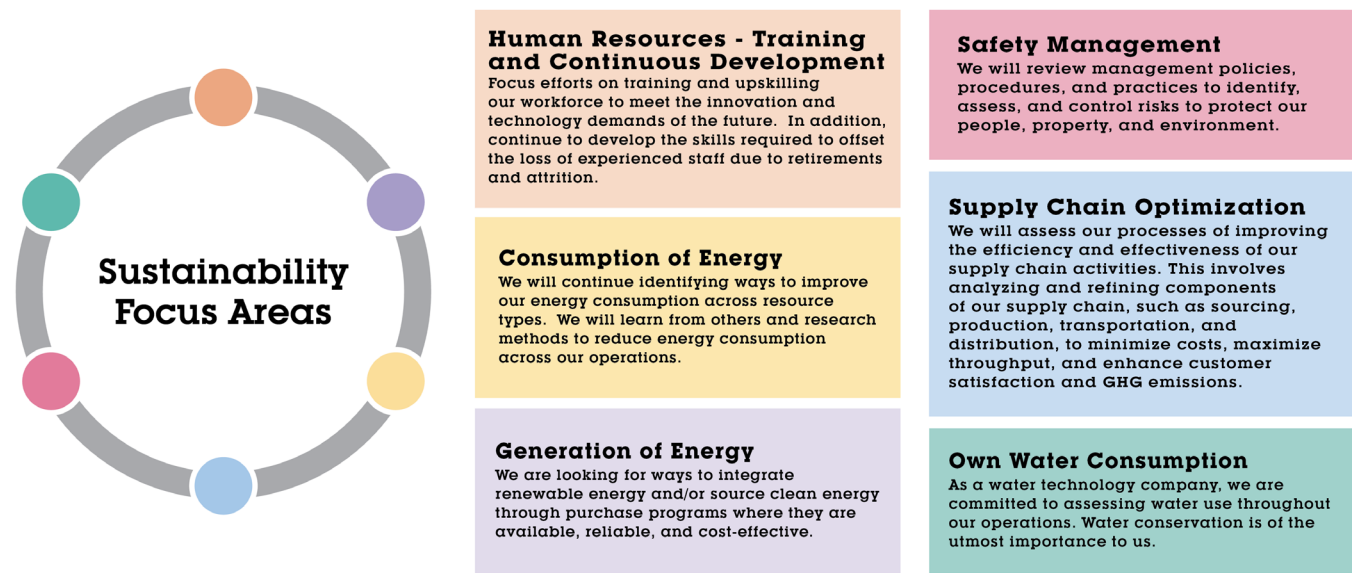 Sustainability
Focus Areas
Human Resources - Training
and Continuous Development
Focus efforts on training and upskilling
our workforce to meet the innovation and
technology demands of the future.  In addition,
continue to develop the skills required to offset
the loss of experienced staff due to retirements
and attrition.
Consumption of Energy
We will continue identifying ways to improve
our energy consumption across resource
types.  We will learn from others and research
methods to reduce energy consumption
across our operations.
Generation of Energy
We are looking for ways to integrate
renewable energy and/or source clean energy
through purchase programs where they are
available, reliable, and cost-effective.
Safety Management
We will review management policies,
procedures, and practices to identify,
assess, and control risks to protect our
people, property, and environment.
Supply Chain Optimization
We will assess our processes of improving
the efficiency and effectiveness of our
supply chain activities. This involves
analyzing and refining components
of our supply chain, such as sourcing,
production, transportation, and
distribution, to minimize costs, maximize
throughput, and enhance customer
satisfaction and GHG emissions.
Own Water Consumption
As a water technology company, we are
committed to assessing water use throughout
our operations. Water conservation is of the
utmost importance to us.